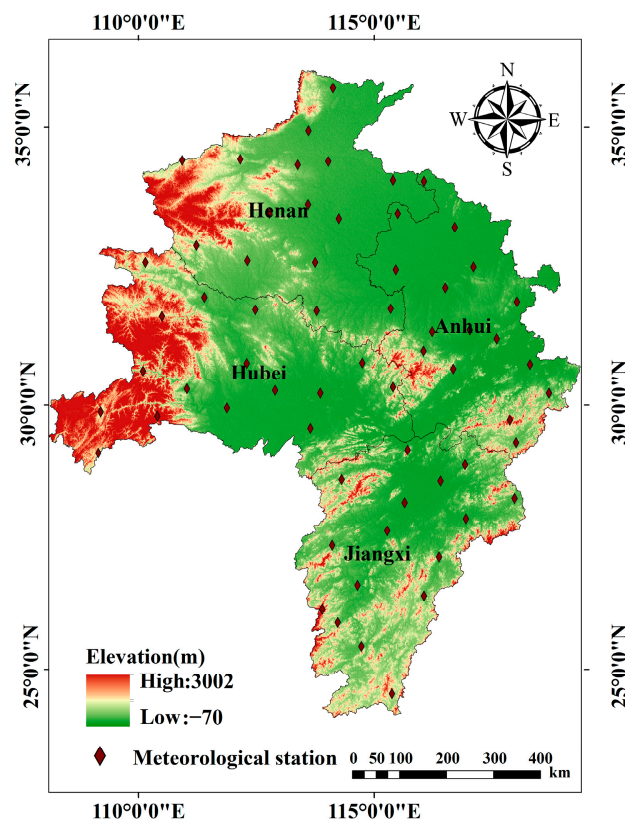 110°0'0"E 115°0'0"E
N
W E
S
35°0'0"N 35°0'0"N
Henan
Anhui
Hubei
30°0'0"N 30°0'0"N
Jiangxi
25°0'0"N 25°0'0"N
Elevation(m)
High:3002
Low:−70
Meteorological station
0 50 100 200 300 400
km
110°0'0"E 115°0'0"E